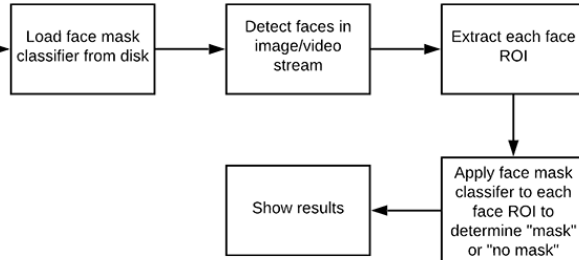 Load face mask
classifier from disk
Detect faces in
image/video
stream
Extract each face
ROI
Apply face mask
classifer to each
face ROI to
determine "mask"
or "no mask"
Show results